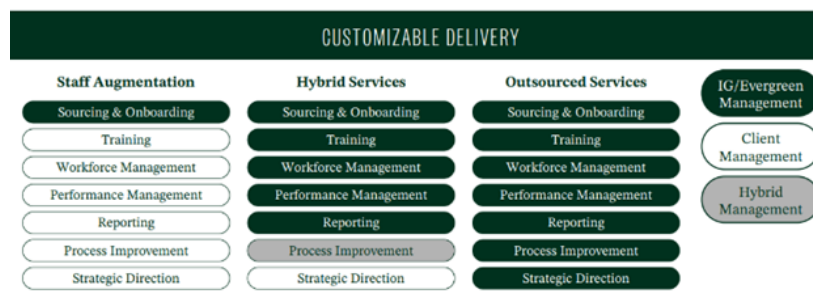 CUSTOMIZABLE DELIVERY
Staff Augmentation
Sourcing & Onboarding
Training
Workforce Management
Performance Management
Reporting
Process Improvement
Strategic Direction
Hybrid Services
Sourcing & Onboarding
Training
Workforce Management
Performance Management
Reporting
Process Improvement
Strategic Direction
Outsourced Services
Sourcing & Onboarding
Training
Workforce Management
Performance Management
Reporting
Process Improvement
Strategic Direction
IG/Evergreen
Management
Client
Management
Hybrid
Management